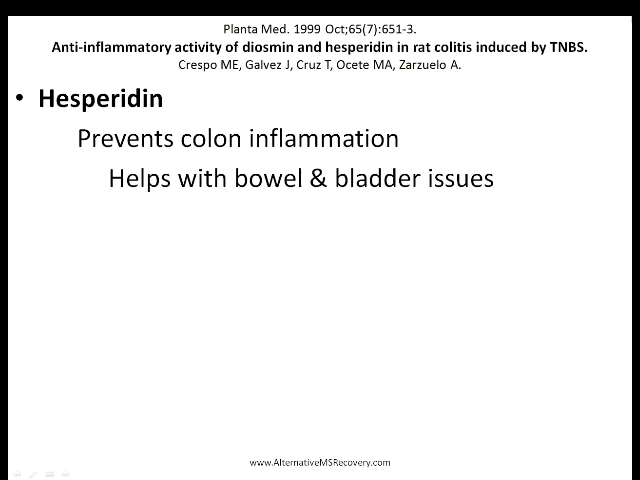 Planta Med. 1999 Oct;65(7):651-3.
Anti-inflammatory activity of diosmin and hesperidin in rat colitis induced by TNBS.
Crespo ME, Galvez J, Cruz T, Ocete MA, Zarzuelo A.
• Hesperidin
Prevents colon inflammation
Helps with bowel & bladder issues
www.AlternativeMSRecovery.com